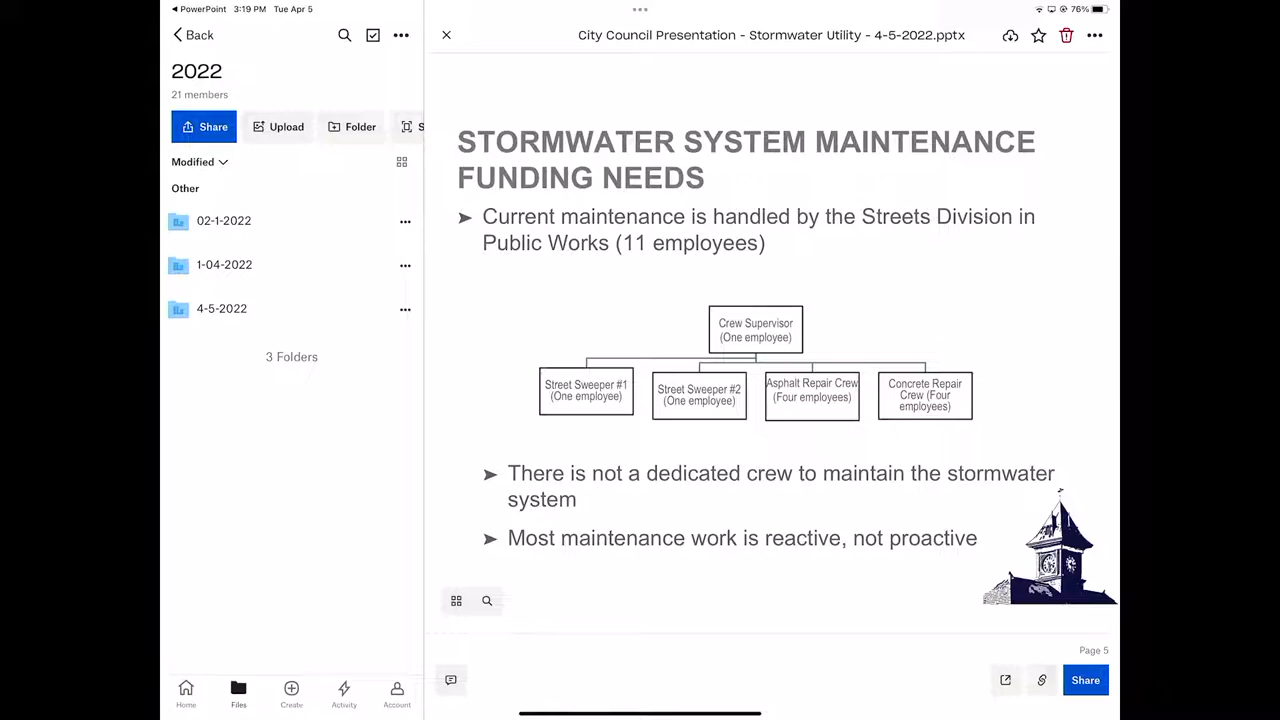 PowerPoint 3:19 PM Tue Apr 5
76%
Back
2022
21 members
Share
Upload
Folder
S
Modified
Other
02-1-2022
1-04-2022
4-5-2022
3 Folders
Home
Files
Create
Activity
Account
City Council Presentation - Stormwater Utility - 4-5-2022.pptx
STORMWATER SYSTEM MAINTENANCE
FUNDING NEEDS
Current maintenance is handled by the Streets Division in
Public Works (11 employees)
Crew Supervisor
(One employee)
Street Sweeper #1
(One employee)
Street Sweeper #2
(One employee)
Asphalt Repair Crew
(Four employees)
Concrete Repair
Crew (Four
employees)
There is not a dedicated crew to maintain the stormwater
system
Most maintenance work is reactive, not proactive
Page 5
Share